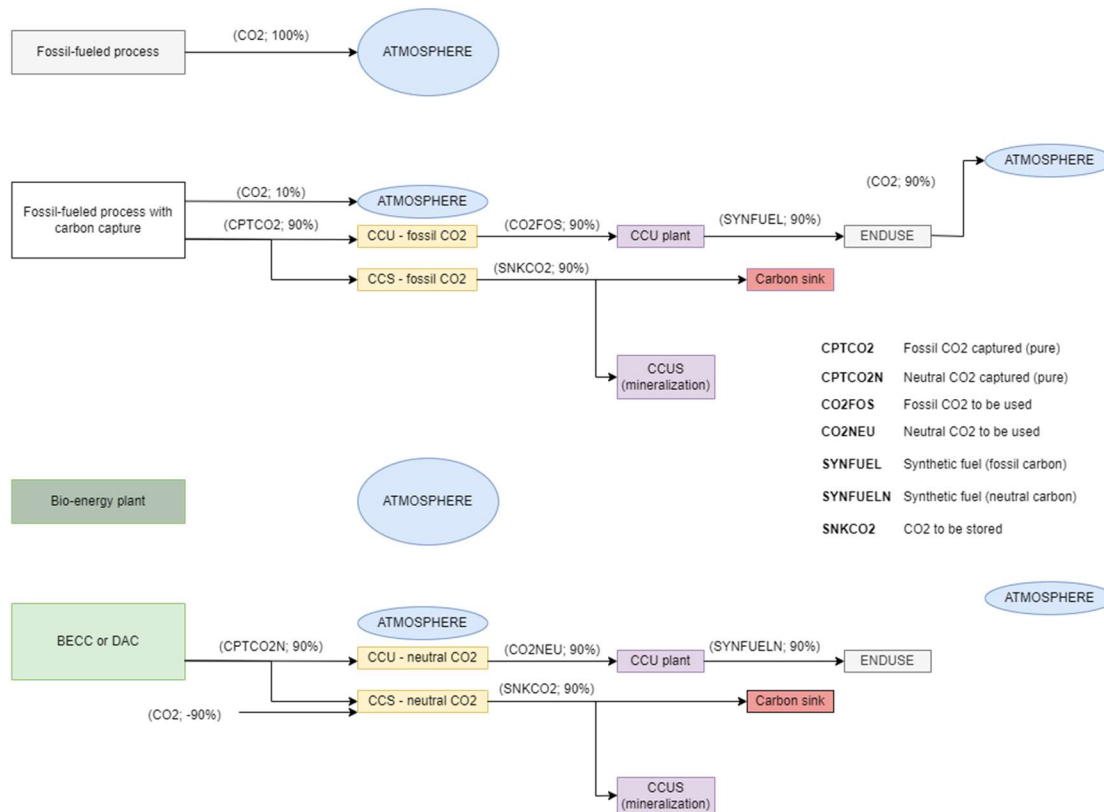 (CO2; 100%)
Fossil-fueled process
ATMOSPHERE
ATMOSPHERE
(CO2; 90%)
(CO2; 10%)
Fossil-fueled process with
carbon capture
ATMOSPHERE
(CPTCO2; 90%)
CCU - fossil CO2
(CO2FOS; 90%)
CCU plant
(SYNFUEL; 90%)
ENDUSE
CCS - fossil CO2
(SNKCO2; 90%)
Carbon sink
CCUS
(mineralization)
CPTCO2 Fossil CO2 captured (pure)
CPTCO2N Neutral CO2 captured (pure)
CO2FOS Fossil CO2 to be used
CO2NEU Neutral CO2 to be used
SYNFUEL Synthetic fuel (fossil carbon)
SYNFUELN Synthetic fuel (neutral carbon)
SNKCO2 CO2 to be stored
Bio-energy plant
ATMOSPHERE
ATMOSPHERE
BECC or DAC
ATMOSPHERE
(CPTCO2N; 90%)
CCU - neutral CO2
(CO2NEU; 90%)
CCU plant
(SYNFUELN; 90%)
ENDUSE
CCS - neutral CO2
(SNKCO2; 90%)
Carbon sink
(CO2; -90%)
CCUS
(mineralization)